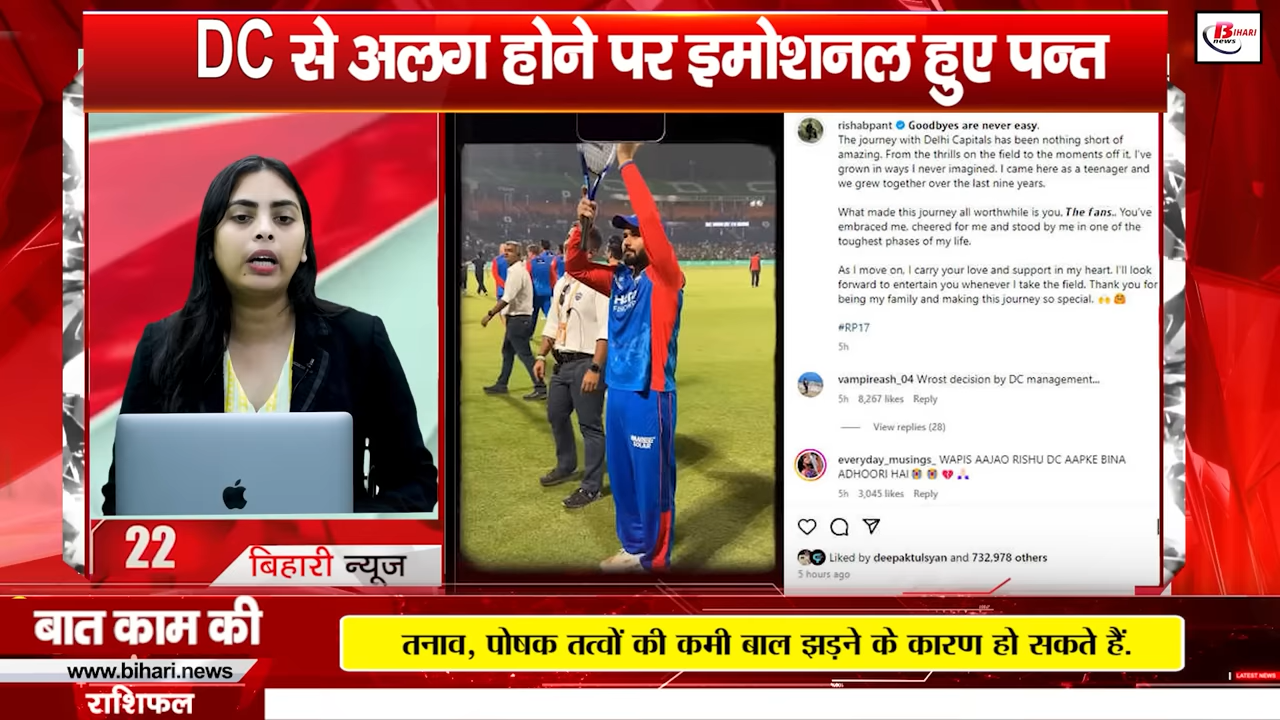 DC से अलग होने पर इमोशनल हुए पन्त
BIHARI
news
rishabpant Goodbyes are never easy.
The journey with Delhi Capitals has been nothing short of
amazing. From the thrills on the field to the moments off it, I've
grown in ways I never imagined. I came here as a teenager and
we grew together over the last nine years.
What made this journey all worthwhile is you, The fans.. You've
embraced me, cheered for me and stood by me in one of the
toughest phases of my life.
As I move on, I carry your love and support in my heart. I'll look
forward to entertain you whenever I take the field. Thank you for
being my family and making this journey so special. 🙌 🤗
#RP17
5h
vampireash_04 Wrost decision by DC management...
5h 8,267 likes Reply
View replies (28)
everyday_musings_ WAPIS AAJAO RISHU DC AAPKE BINA
ADHOORI HAI😭 😭 💔 🙏🏻
5h 3,045 likes Reply
Liked by deepaktulsyan and 732,978 others
5 hours ago
22
बिहारी न्यूज
बात काम की
www.bihari.news
तनाव, पोषक तत्वों की कमी बाल झड़ने के कारण हो सकते हैं.
LATEST NEWS
राशिफल